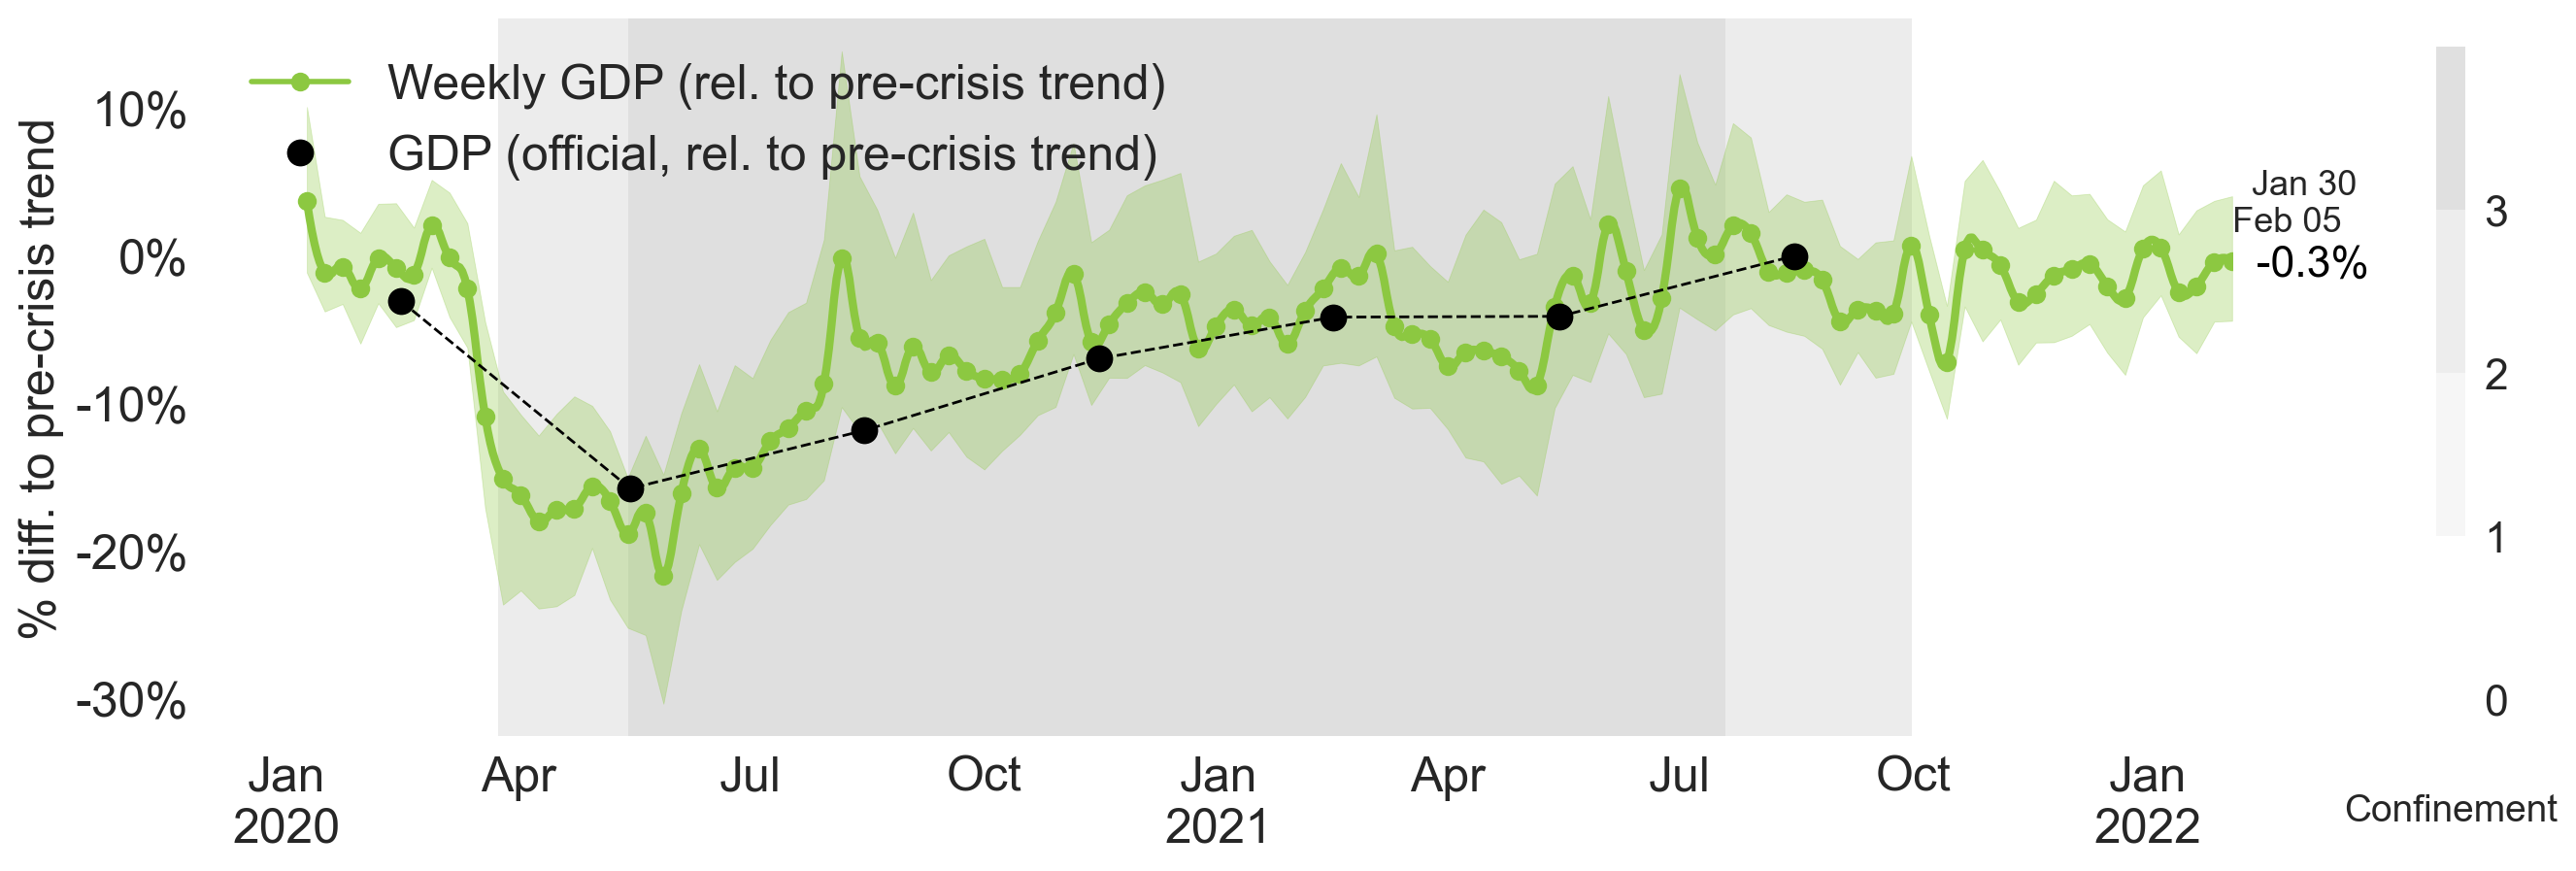 Weekly GDP (rel. to pre-crisis trend)
GDP (official, rel. to pre-crisis trend)
% diff. to pre-crisis trend
10%
0%
-10%
-20%
-30%
Jan
2020
Apr
Jul
Oct
Jan
2021
Apr
Jul
Oct
Jan
2022
Jan 30
Feb 05
-0.3%
3
2
1
0
Confinement